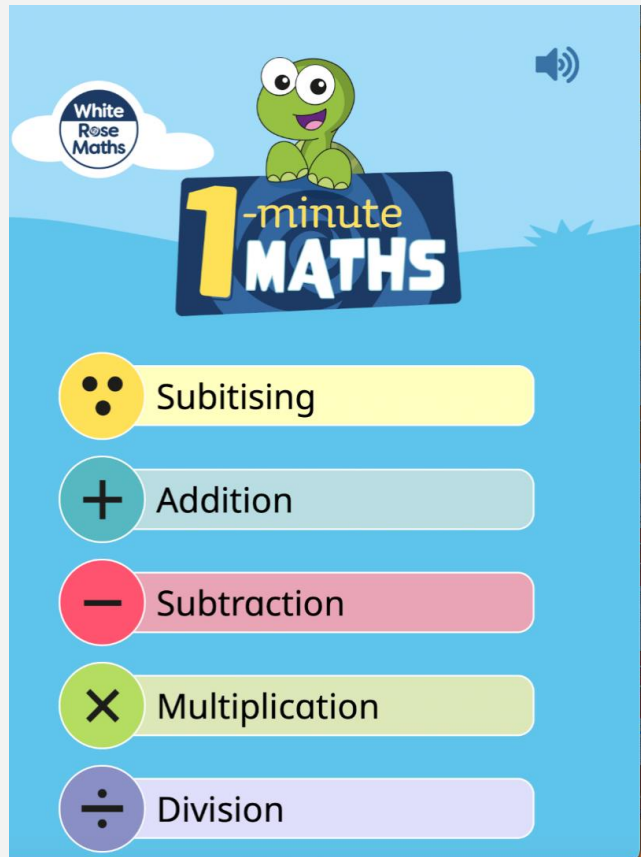 White
Rose
Maths
1-minute
MATHS
Subitising
+ Addition
− Subtraction
× Multiplication
÷ Division